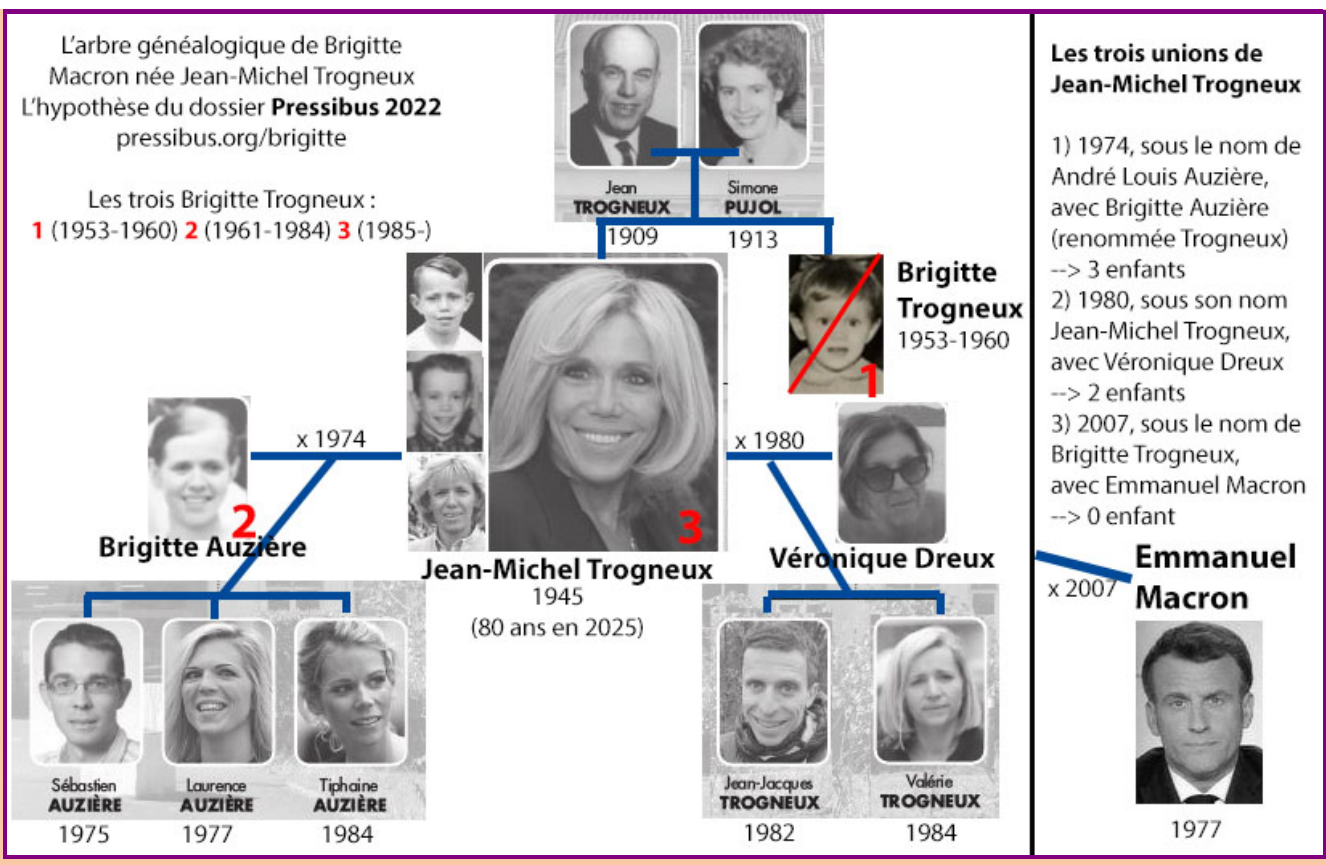 L'arbre généalogique de Brigitte
Macron née Jean-Michel Trogneux
L'hypothèse du dossier Pressibus 2022
pressibus.org/brigitte
Les trois Brigitte Trogneux :
1 (1953-1960) 2 (1961-1984) 3 (1985-)
Jean
TROGNEUX
1909
Simone
PUJOL
1913
Brigitte
Trogneux
1953-1960
1
x 1974
x 1980
2
Brigitte Auzière
3
Jean-Michel Trogneux
1945
(80 ans en 2025)
Véronique Dreux
Sébastien
AUZIÈRE
1975
Laurence
AUZIÈRE
1977
Tiphaine
AUZIÈRE
1984
Jean-Jacques
TROGNEUX
1982
Valérie
TROGNEUX
1984
Les trois unions de
Jean-Michel Trogneux
1) 1974, sous le nom de
André Louis Auzière,
avec Brigitte Auzière
(renommée Trogneux)
--> 3 enfants
2) 1980, sous son nom
Jean-Michel Trogneux,
avec Véronique Dreux
--> 2 enfants
3) 2007, sous le nom de
Brigitte Trogneux,
avec Emmanuel Macron
--> 0 enfant
x 2007
Emmanuel
Macron
1977